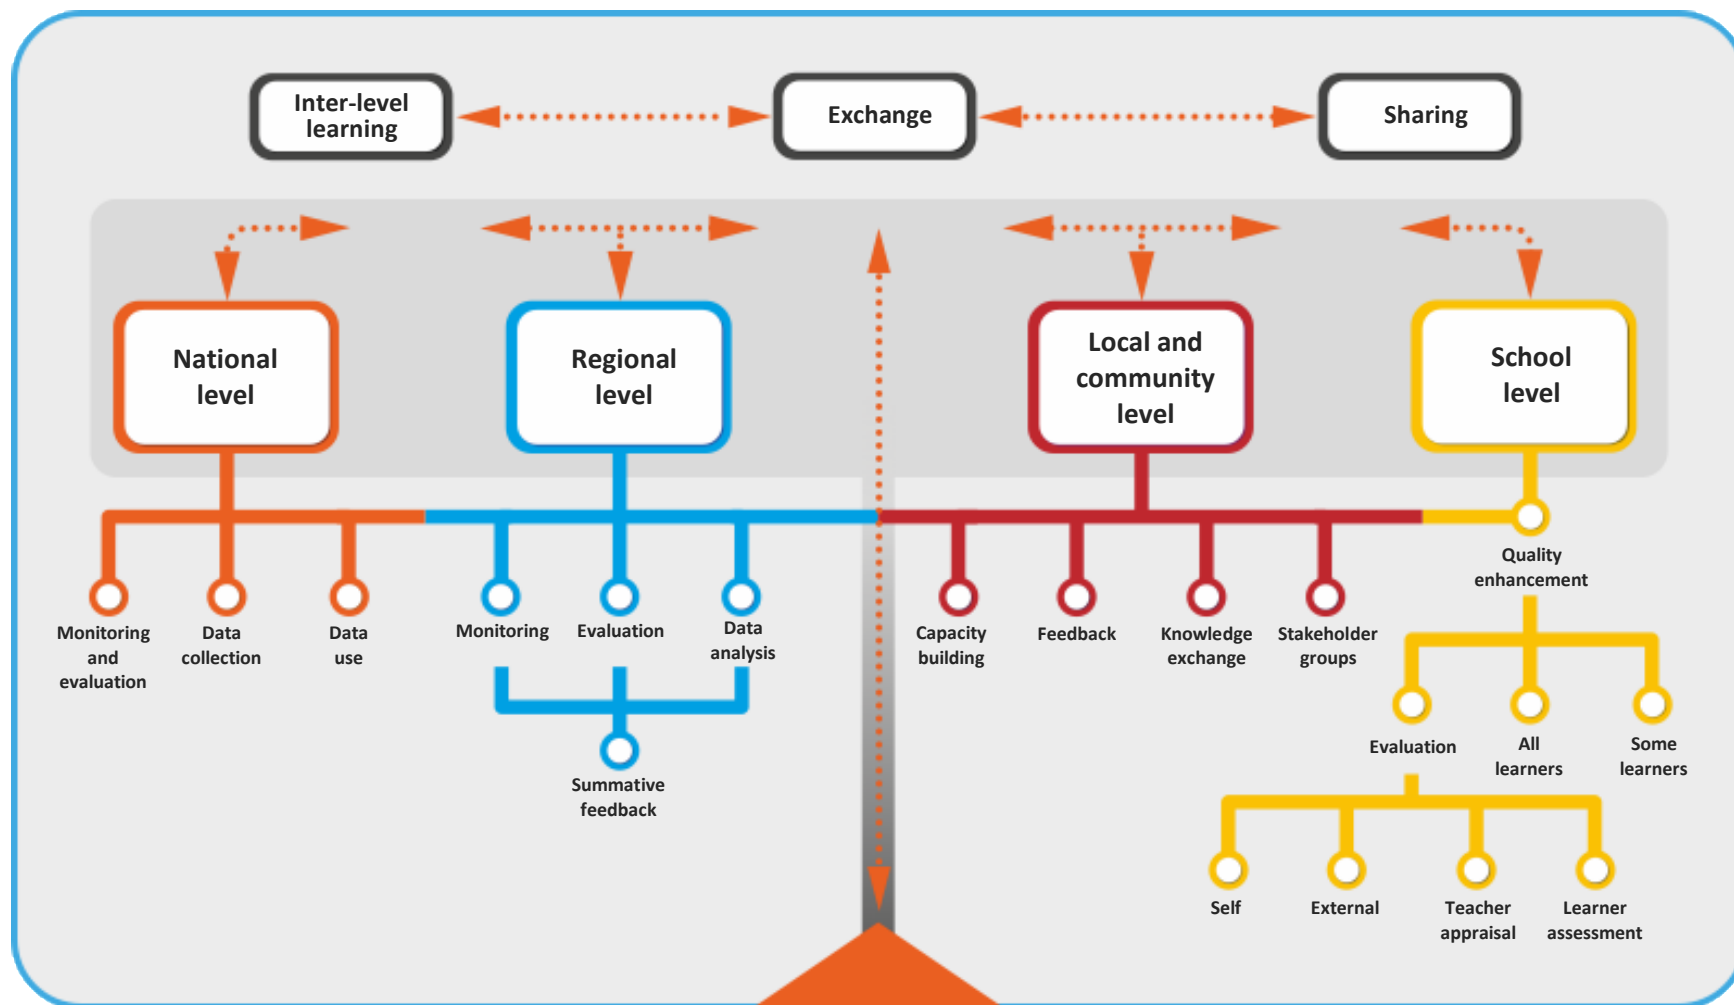 Inter-level
learning
Exchange
Sharing
National
level
Regional
level
Local and
community
level
School
level
Monitoring
and
evaluation
Data
collection
Data
use
Monitoring
Evaluation
Data
analysis
Summative
feedback
Capacity
building
Feedback
Knowledge
exchange
Stakeholder
groups
Quality
enhancement
Evaluation
All
learners
Some
learners
Self
External
Teacher
appraisal
Learner
assessment